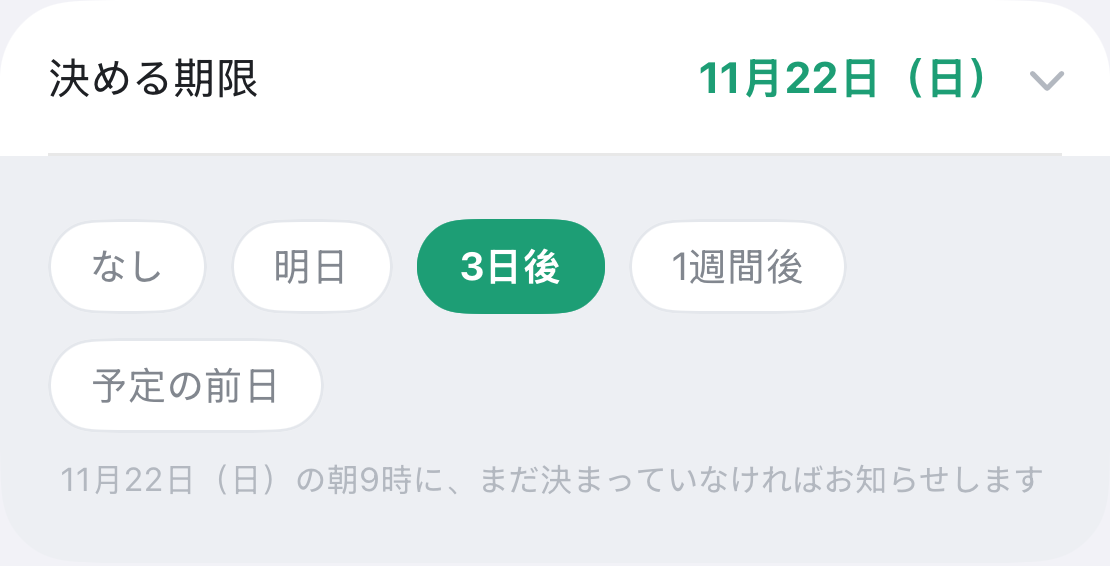 決める期限 11月22日（日）
なし 明日 3日後 1週間後
予定の前日
11月22日（日）の朝9時に、まだ決まっていなければお知らせします